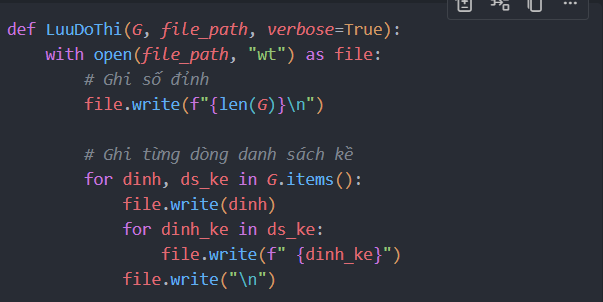 def LuuDoThi(G, file_path, verbose=True):
    with open(file_path, "wt") as file:
        # Ghi số đỉnh
        file.write(f"{len(G)}\n")

        # Ghi từng dòng danh sách kề
        for dinh, ds_ke in G.items():
            file.write(dinh)
            for dinh_ke in ds_ke:
                file.write(f" {dinh_ke}")
            file.write("\n")